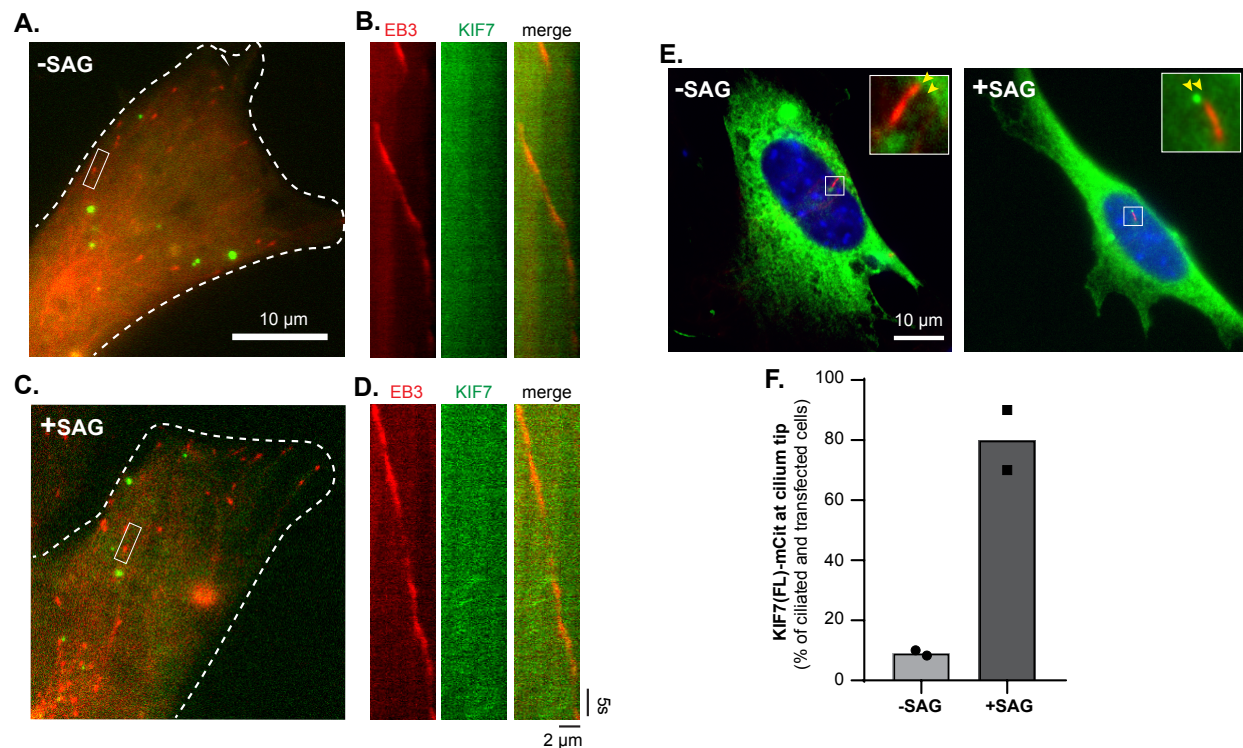 A.
-SAG
10 µm
B.
EB3 KIF7 merge
C.
+SAG
D.
EB3 KIF7 merge
5s
2 µm
E.
-SAG
10 µm
+SAG
F.
KIF7(FL)-mCit at cilium tip
(% of ciliated and transfected cells)
100
80
60
40
20
0
-SAG
+SAG